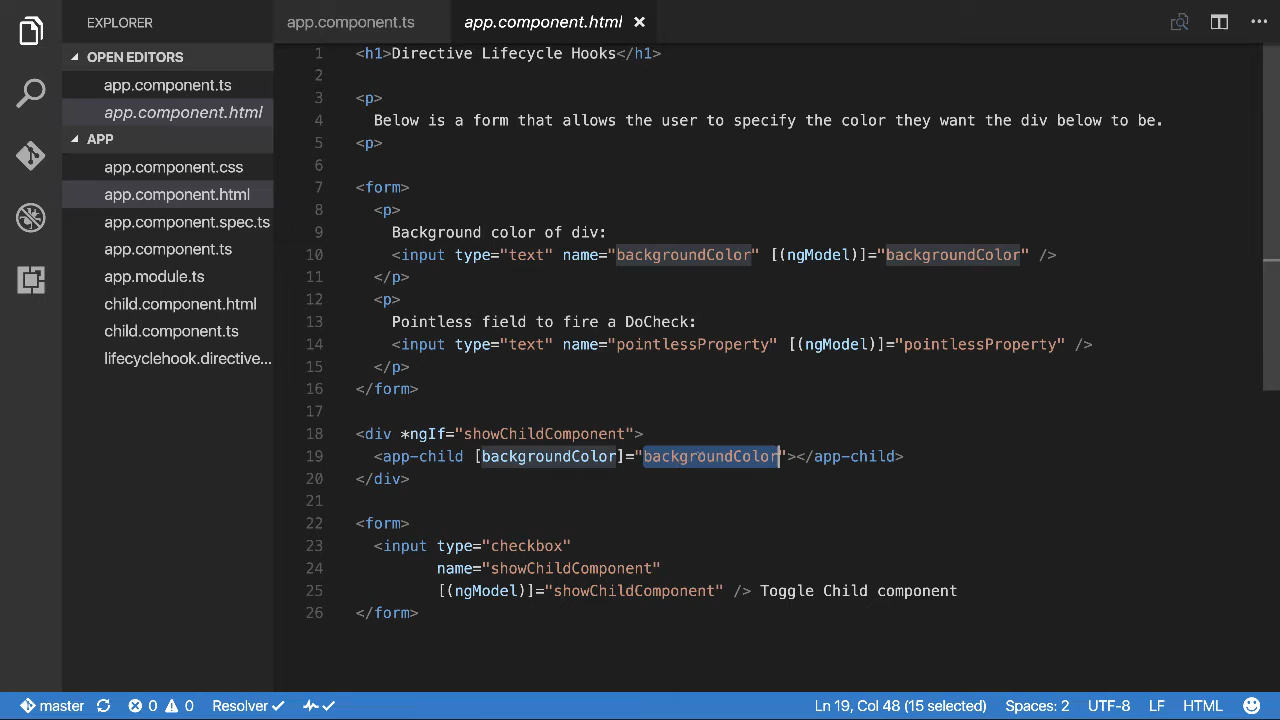 EXPLORER
OPEN EDITORS
app.component.ts
app.component.html
APP
app.component.css
app.component.html
app.component.spec.ts
app.component.ts
app.module.ts
child.component.html
child.component.ts
lifecyclehook.directive...
app.component.ts app.component.html ×
1 <h1>Directive Lifecycle Hooks</h1>
2
3 <p>
4 Below is a form that allows the user to specify the color they want the div below to be.
5 <p>
6
7 <form>
8 <p>
9 Background color of div:
10 <input type="text" name="backgroundColor" [(ngModel)]="backgroundColor" />
11 </p>
12 <p>
13 Pointless field to fire a DoCheck:
14 <input type="text" name="pointlessProperty" [(ngModel)]="pointlessProperty" />
15 </p>
16 </form>
17
18 <div *ngIf="showChildComponent">
19 <app-child [backgroundColor]="backgroundColor"></app-child>
20 </div>
21
22 <form>
23 <input type="checkbox"
24 name="showChildComponent"
25 [(ngModel)]="showChildComponent" /> Toggle Child component
26 </form>
master 0 0 Resolver Ln 19, Col 48 (15 selected) Spaces: 2 UTF-8 LF HTML